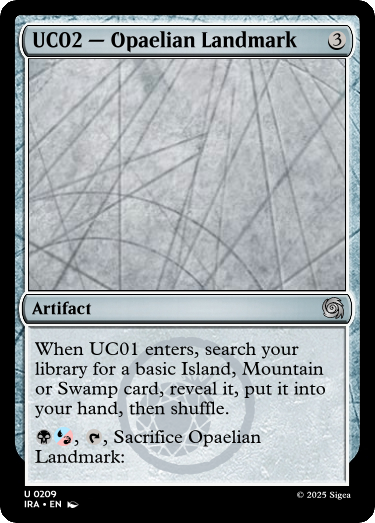 UC02 — Opaelian Landmark 3
Artifact
When UC01 enters, search your
library for a basic Island, Mountain
or Swamp card, reveal it, put it into
your hand, then shuffle.
, , Sacrifice Opaelian
Landmark:
U 0209
IRA • EN
© 2025 Sigea